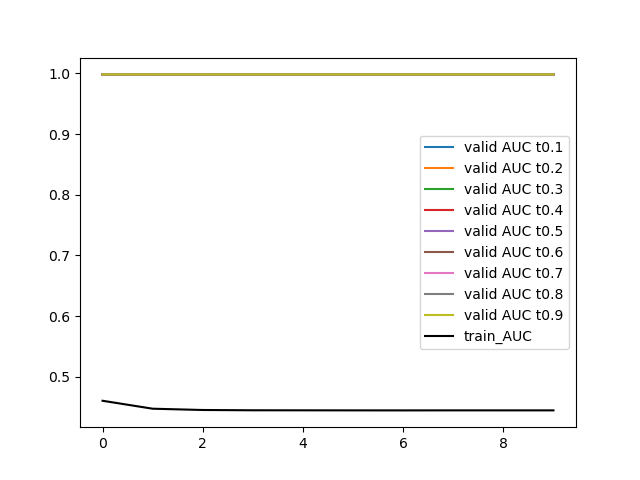 1.0
0.9
0.8
0.7
0.6
0.5
0 2 4 6 8
valid AUC t0.1
valid AUC t0.2
valid AUC t0.3
valid AUC t0.4
valid AUC t0.5
valid AUC t0.6
valid AUC t0.7
valid AUC t0.8
valid AUC t0.9
train_AUC